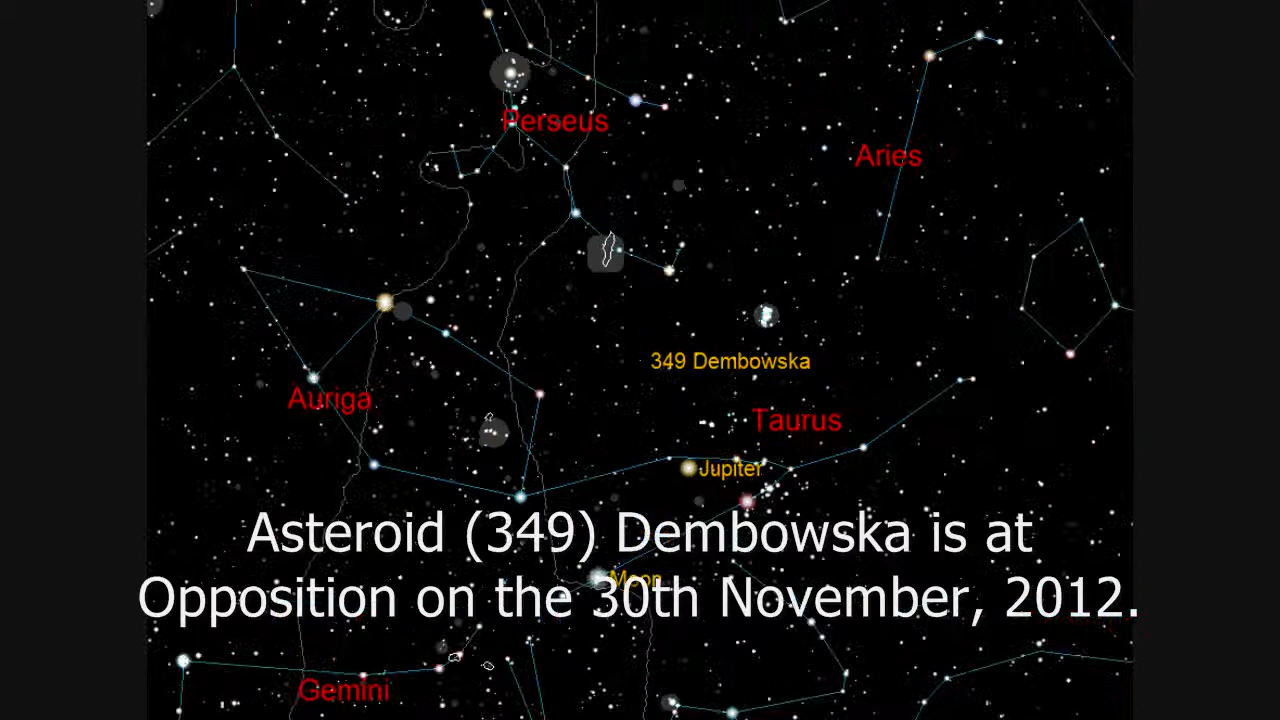 Perseus
Aries
349 Dembowska
Auriga
Taurus
Jupiter
Asteroid (349) Dembowska is at
Moon
Opposition on the 30th November, 2012.
Gemini